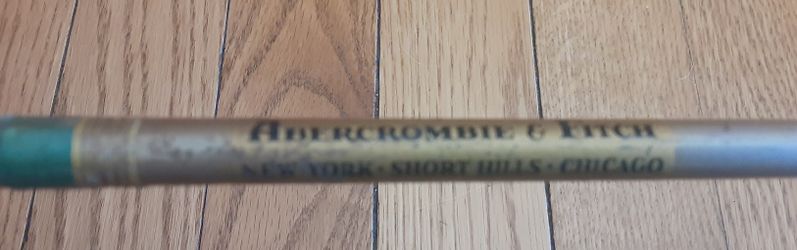 ABERCROMBIE & FITCH
NEW YORK · SHORT HILLS · CHICAGO